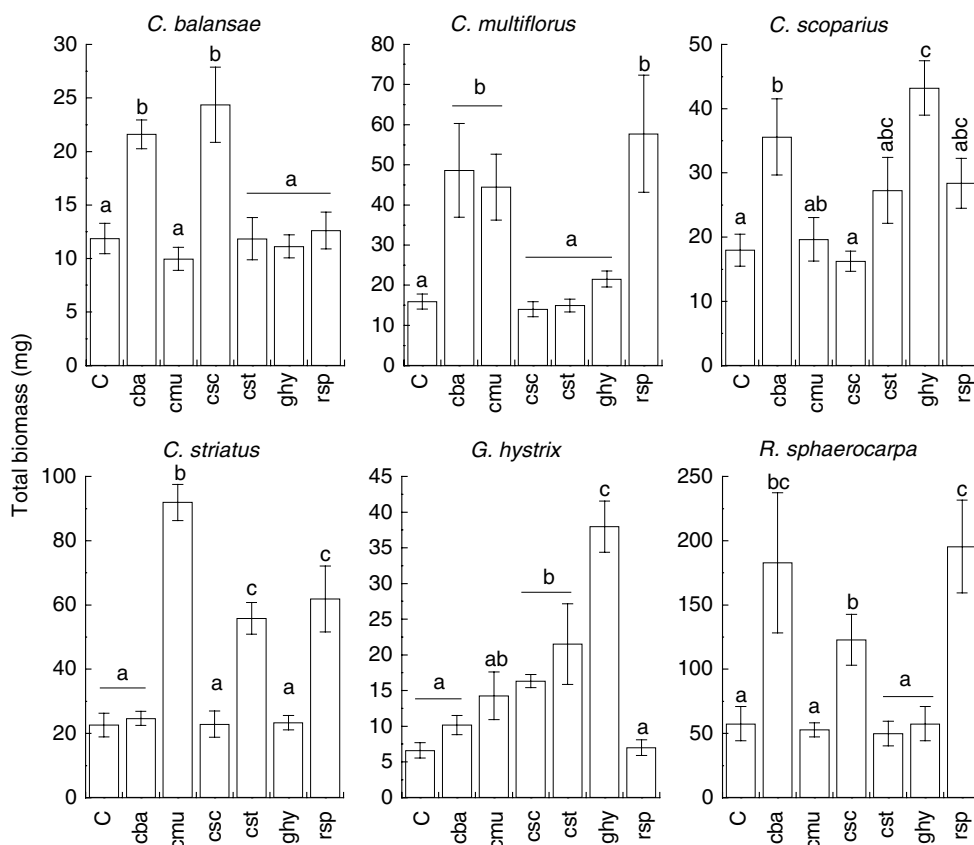 Total biomass (mg)
C. balansae
30
25
20
15
10
5
0
a
b
a
b
a
C
cba
cmu
csc
cst
ghy
rsp
C. multiflorus
80
70
60
50
40
30
20
10
0
a
b
a
b
C
cba
cmu
csc
cst
ghy
rsp
C. scoparius
50
40
30
20
10
0
a
b
ab
a
abc
c
abc
C
cba
cmu
csc
cst
ghy
rsp
C. striatus
100
80
60
40
20
0
a
b
a
c
a
c
C
cba
cmu
csc
cst
ghy
rsp
G. hystrix
45
40
35
30
25
20
15
10
5
0
a
ab
b
c
a
C
cba
cmu
csc
cst
ghy
rsp
R. sphaerocarpa
250
200
150
100
50
0
a
bc
a
b
a
c
C
cba
cmu
csc
cst
ghy
rsp